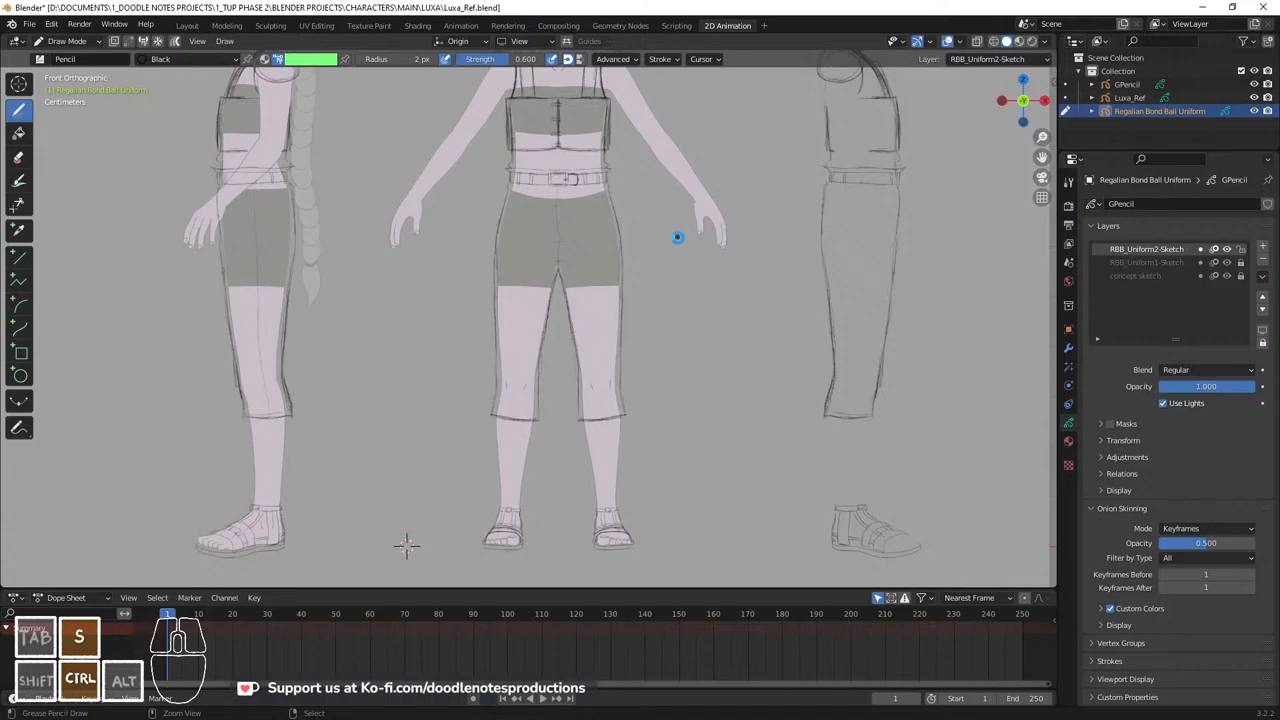 Blender* [D:\DOCUMENTS\1_DOODLE NOTES PROJECTS\1_TUP PHASE 2\BLENDER PROJECTS\CHARACTERS\MAIN\LUXA\Luxa_Ref.blend]
File Edit Render Window Help Layout Modeling Sculpting UV Editing Texture Paint Shading Animation Rendering Compositing Geometry Nodes Scripting 2D Animation + Scene ViewLayer
Draw Mode View Draw Origin View Guides
Pencil Black Radius 2 px Strength 0.600 Advanced Stroke Cursor Layer: RBB_Uniform2-Sketch
Front Orthographic
(1) Regalian Bond Ball Uniform
Centimeters
Z
Y
X
Scene Collection
Collection
GPencil
Luxa_Ref
Regalian Bond Ball Uniform
Regalian Bond Ball Uniform GPencil
GPencil
Layers
RBB_Uniform2-Sketch
RBB_Uniform1-Sketch
concept sketch
Blend Regular
Opacity 1.000
Use Lights
Masks
Transform
Adjustments
Relations
Display
Onion Skinning
Mode Keyframes
Opacity 0.500
Filter by Type All
Keyframes Before 1
Keyframes After 1
Custom Colors
Display
Vertex Groups
Strokes
Viewport Display
Custom Properties
Dope Sheet View Select Marker Channel Key Nearest Frame
1 10 20 30 40 50 60 70 80 90 100 110 120 130 140 150 160 170 180 190 200 210 220 230 240 250
TAB S
SHIFT CTRL ALT
Support us at Ko-fi.com/doodlenotesproductions
Marker 1 Start 1 End 250
Grease Pencil Draw Zoom View Select 3.2.2